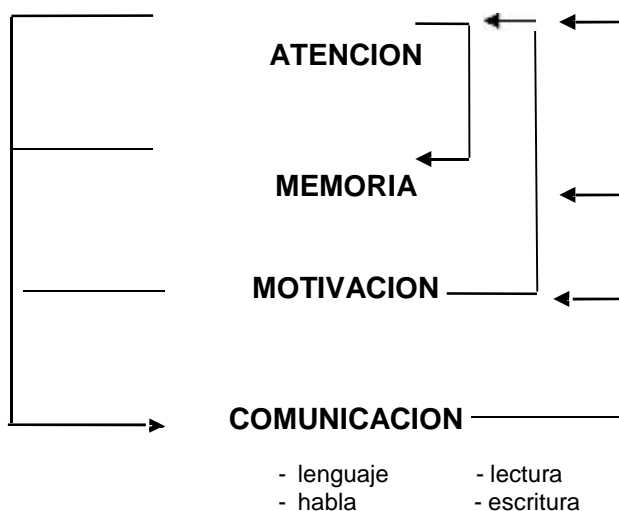 ATENCION
MEMORIA
MOTIVACION
COMUNICACION
- lenguaje - lectura
- habla - escritura